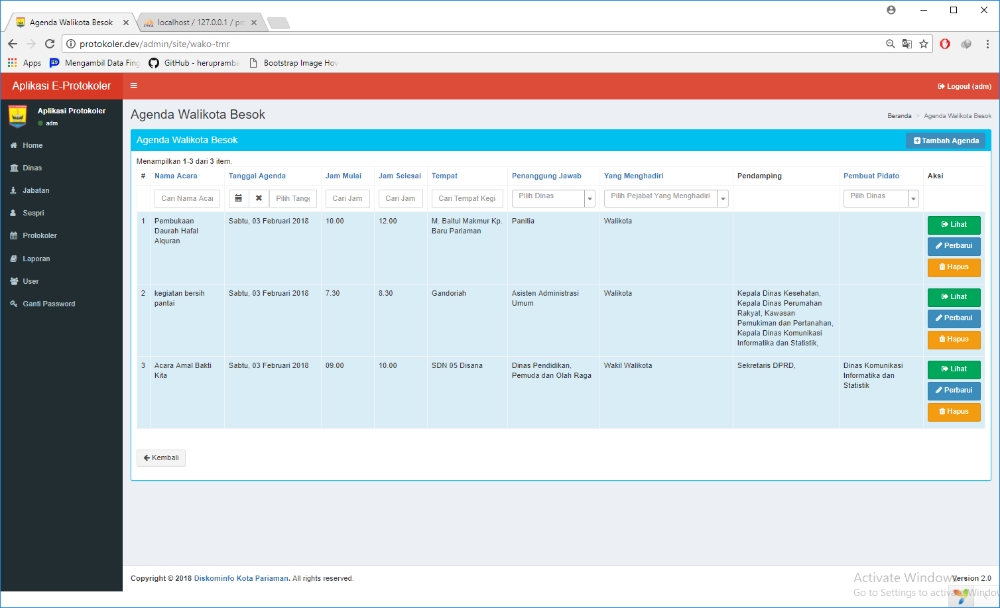 Agenda Walikota Besok
localhost / 127.0.0.1 / pr
protokoler.dev/admin/site/wako-tmr
Apps
Mengambil Data Fing
GitHub - herupramba
Bootstrap Image Hov
Aplikasi E-Protokoler
Logout (adm)
Aplikasi Protokoler
adm
Home
Dinas
Jabatan
Sespri
Protokoler
Laporan
User
Ganti Password
Agenda Walikota Besok
Beranda > Agenda Walikota Besok
Agenda Walikota Besok
Tambah Agenda
Menampilkan 1-3 dari 3 item.
# Nama Acara Tanggal Agenda Jam Mulai Jam Selesai Tempat Penanggung Jawab Yang Menghadiri Pendamping Pembuat Pidato Aksi
Cari Nama Acar Pilih Tangg Cari Jam Cari Jam Cari Tempat Kegi Pilih Dinas Pilih Pejabat Yang Menghadiri Pilih Dinas
1
Pembukaan
Daurah Hafal
Alquran
Sabtu, 03 Februari 2018
10.00
12.00
M. Baitul Makmur Kp.
Baru Pariaman
Panitia
Walikota
Lihat
Perbarui
Hapus
2
kegiatan bersih
pantai
Sabtu, 03 Februari 2018
7.30
8.30
Gandoriah
Asisten Administrasi
Umum
Walikota
Kepala Dinas Kesehatan,
Kepala Dinas Perumahan
Rakyat, Kawasan
Pemukiman dan Pertanahan,
Kepala Dinas Komunikasi
Informatika dan Statistik,
Lihat
Perbarui
Hapus
3
Acara Amal Bakti
Kita
Sabtu, 03 Februari 2018
09.00
10.00
SDN 05 Disana
Dinas Pendidikan,
Pemuda dan Olah Raga
Wakil Walikota
Sekretaris DPRD,
Dinas Komunikasi
Informatika dan
Statistik
Lihat
Perbarui
Hapus
Kembali
Copyright © 2018 Diskominfo Kota Pariaman. All rights reserved.
Version 2.0
Activate Windows
Go to Settings to activate Windows